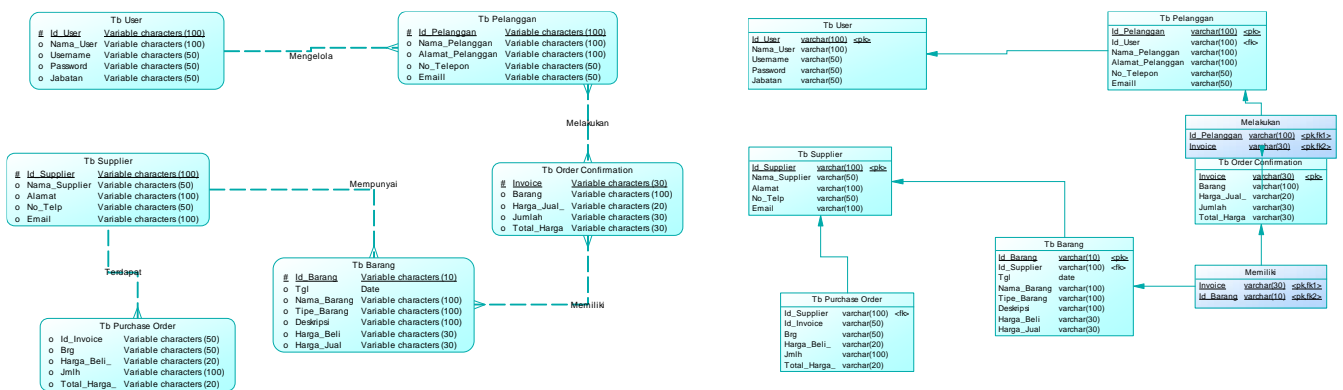 Tb User
# Id_User Variable characters (100)
o Nama_User Variable characters (100)
o Username Variable characters (50)
o Password Variable characters (50)
o Jabatan Variable characters (50)
Mengelola
Tb Pelanggan
# Id_Pelanggan Variable characters (100)
o Nama_Pelanggan Variable characters (100)
o Alamat_Pelanggan Variable characters (100)
o No_Telepon Variable characters (50)
o Emaill Variable characters (50)
Melakukan
Tb Supplier
# Id_Supplier Variable characters (100)
o Nama_Supplier Variable characters (50)
o Alamat Variable characters (100)
o No_Telp Variable characters (50)
o Email Variable characters (100)
Mempunyai
Tb Order Confirmation
# Invoice Variable characters (30)
o Barang Variable characters (100)
o Harga_Jual_ Variable characters (20)
o Jumlah Variable characters (30)
o Total_Harga Variable characters (30)
Terdapat
Tb Barang
# Id_Barang Variable characters (10)
o Tgl Date
o Nama_Barang Variable characters (100)
o Tipe_Barang Variable characters (100)
o Deskripsi Variable characters (100)
o Harga_Beli Variable characters (30)
o Harga_Jual Variable characters (30)
Memiliki
Tb Purchase Order
o Id_Invoice Variable characters (50)
o Brg Variable characters (50)
o Harga_Beli_ Variable characters (20)
o Jmlh Variable characters (100)
o Total_Harga_ Variable characters (20)
Tb User
Id_User varchar(100) <pk>
Nama_User varchar(100)
Username varchar(50)
Password varchar(50)
Jabatan varchar(50)
Tb Pelanggan
Id_Pelanggan varchar(100) <pk>
Id_User varchar(100) <fk>
Nama_Pelanggan varchar(100)
Alamat_Pelanggan varchar(100)
No_Telepon varchar(50)
Emaill varchar(50)
Melakukan
Id_Pelanggan varchar(100) <pk,fk1>
Invoice varchar(30) <pk,fk2>
Tb Supplier
Id_Supplier varchar(100) <pk>
Nama_Supplier varchar(50)
Alamat varchar(100)
No_Telp varchar(50)
Email varchar(100)
Tb Order Confirmation
Invoice varchar(30) <pk>
Barang varchar(100)
Harga_Jual_ varchar(20)
Jumlah varchar(30)
Total_Harga varchar(30)
Tb Barang
Id_Barang varchar(10) <pk>
Id_Supplier varchar(100) <fk>
Tgl date
Nama_Barang varchar(100)
Tipe_Barang varchar(100)
Deskripsi varchar(100)
Harga_Beli varchar(30)
Harga_Jual varchar(30)
Memiliki
Invoice varchar(30) <pk,fk1>
Id_Barang varchar(10) <pk,fk2>
Tb Purchase Order
Id_Supplier varchar(100) <fk>
Id_Invoice varchar(50)
Brg varchar(50)
Harga_Beli_ varchar(20)
Jmlh varchar(100)
Total_Harga_ varchar(20)